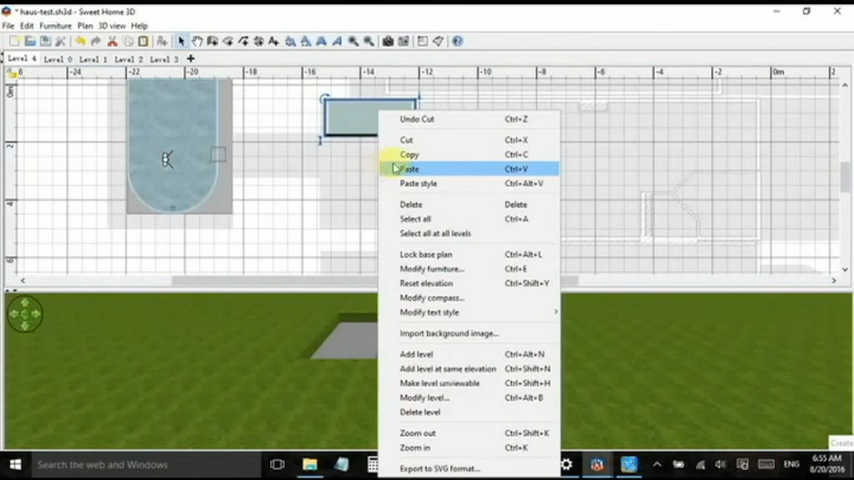 * haus-test.sh3d - Sweet Home 3D
File Edit Furniture Plan 3D view Help
Level 4 Level 0 Level 1 Level 2 Level 3
6 -24 -22 -20 -18 -16 -14 -12 -10 -8 -6 -4 -2 0m 2
0m
2
4
6
Undo Cut Ctrl+Z
Cut Ctrl+X
Copy Ctrl+C
Paste Ctrl+V
Paste style Ctrl+Alt+V
Delete Delete
Select all Ctrl+A
Select all at all levels
Lock base plan Ctrl+Alt+L
Modify furniture... Ctrl+E
Reset elevation Ctrl+Shift+Y
Modify compass...
Modify text style
Import background image...
Add level Ctrl+Alt+N
Add level at same elevation Ctrl+Shift+N
Make level unviewable Ctrl+Shift+H
Modify level... Ctrl+Alt+B
Delete level
Zoom out Ctrl+Shift+K
Zoom in Ctrl+K
Export to SVG format...
Create
Search the web and Windows
ENG
6:55 AM
8/20/2016